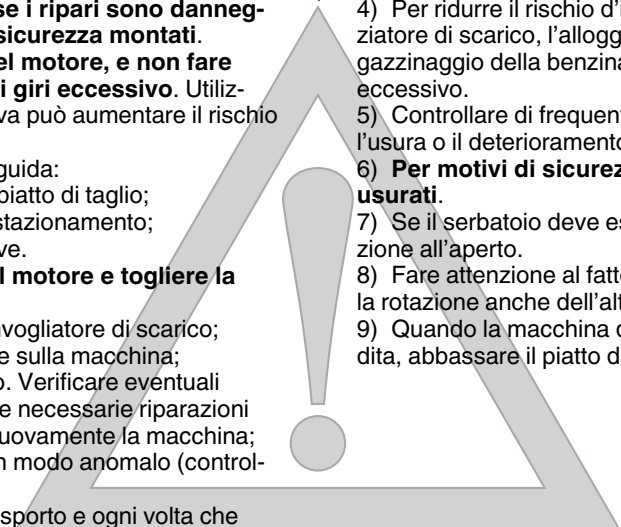 se i ripari sono danneg-
sicurezza montati.
el motore, e non fare
i giri eccessivo. Utiliz-
va può aumentare il rischio
guida:
piatto di taglio;
stazionamento;
ve.
l motore e togliere la
nvogliatore di scarico;
e sulla macchina;
o. Verificare eventuali
e necessarie riparazioni
uovamente la macchina;
n modo anomalo (control-
sporto e ogni volta che
4) Per ridurre il rischio d'i
ziatore di scarico, l'allogg
gazzinaggio della benzina
eccessivo.
5) Controllare di frequent
l'usura o il deterioramento
6) Per motivi di sicurez
usurati.
7) Se il serbatoio deve es
zione all'aperto.
8) Fare attenzione al fatto
la rotazione anche dell'alt
9) Quando la macchina d
dita, abbassare il piatto d